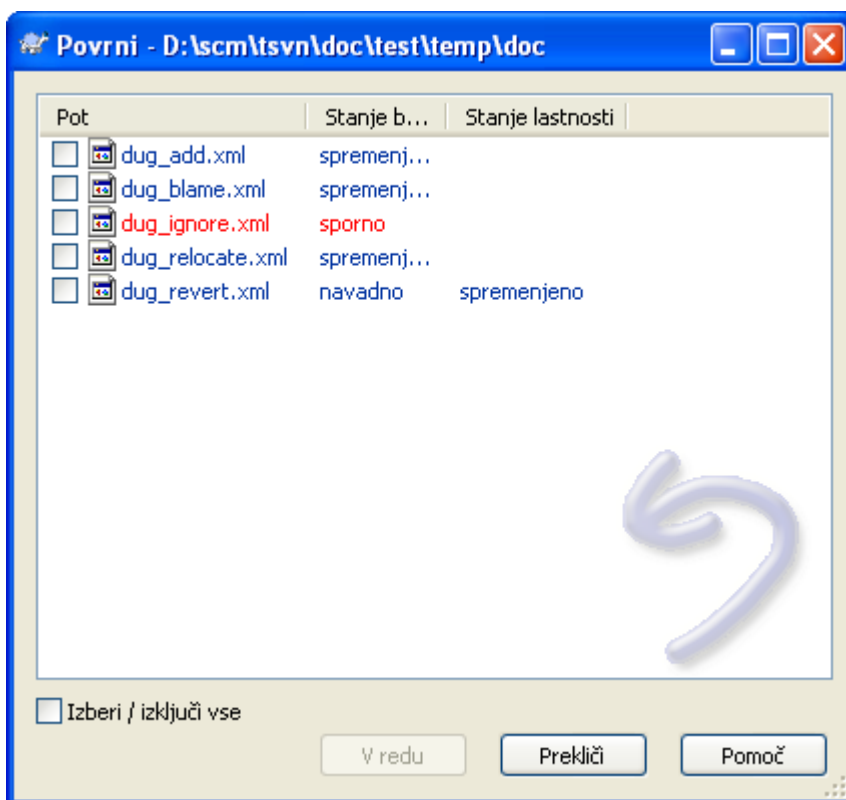 Povrni - D:\scm\tsvn\doc\test\temp\doc
Pot Stanje b... Stanje lastnosti
dug_add.xml spremenj...
dug_blame.xml spremenj...
dug_ignore.xml sporno
dug_relocate.xml spremenj...
dug_revert.xml navadno spremenjeno
Izberi / izključi vse
V redu Prekliči Pomoč